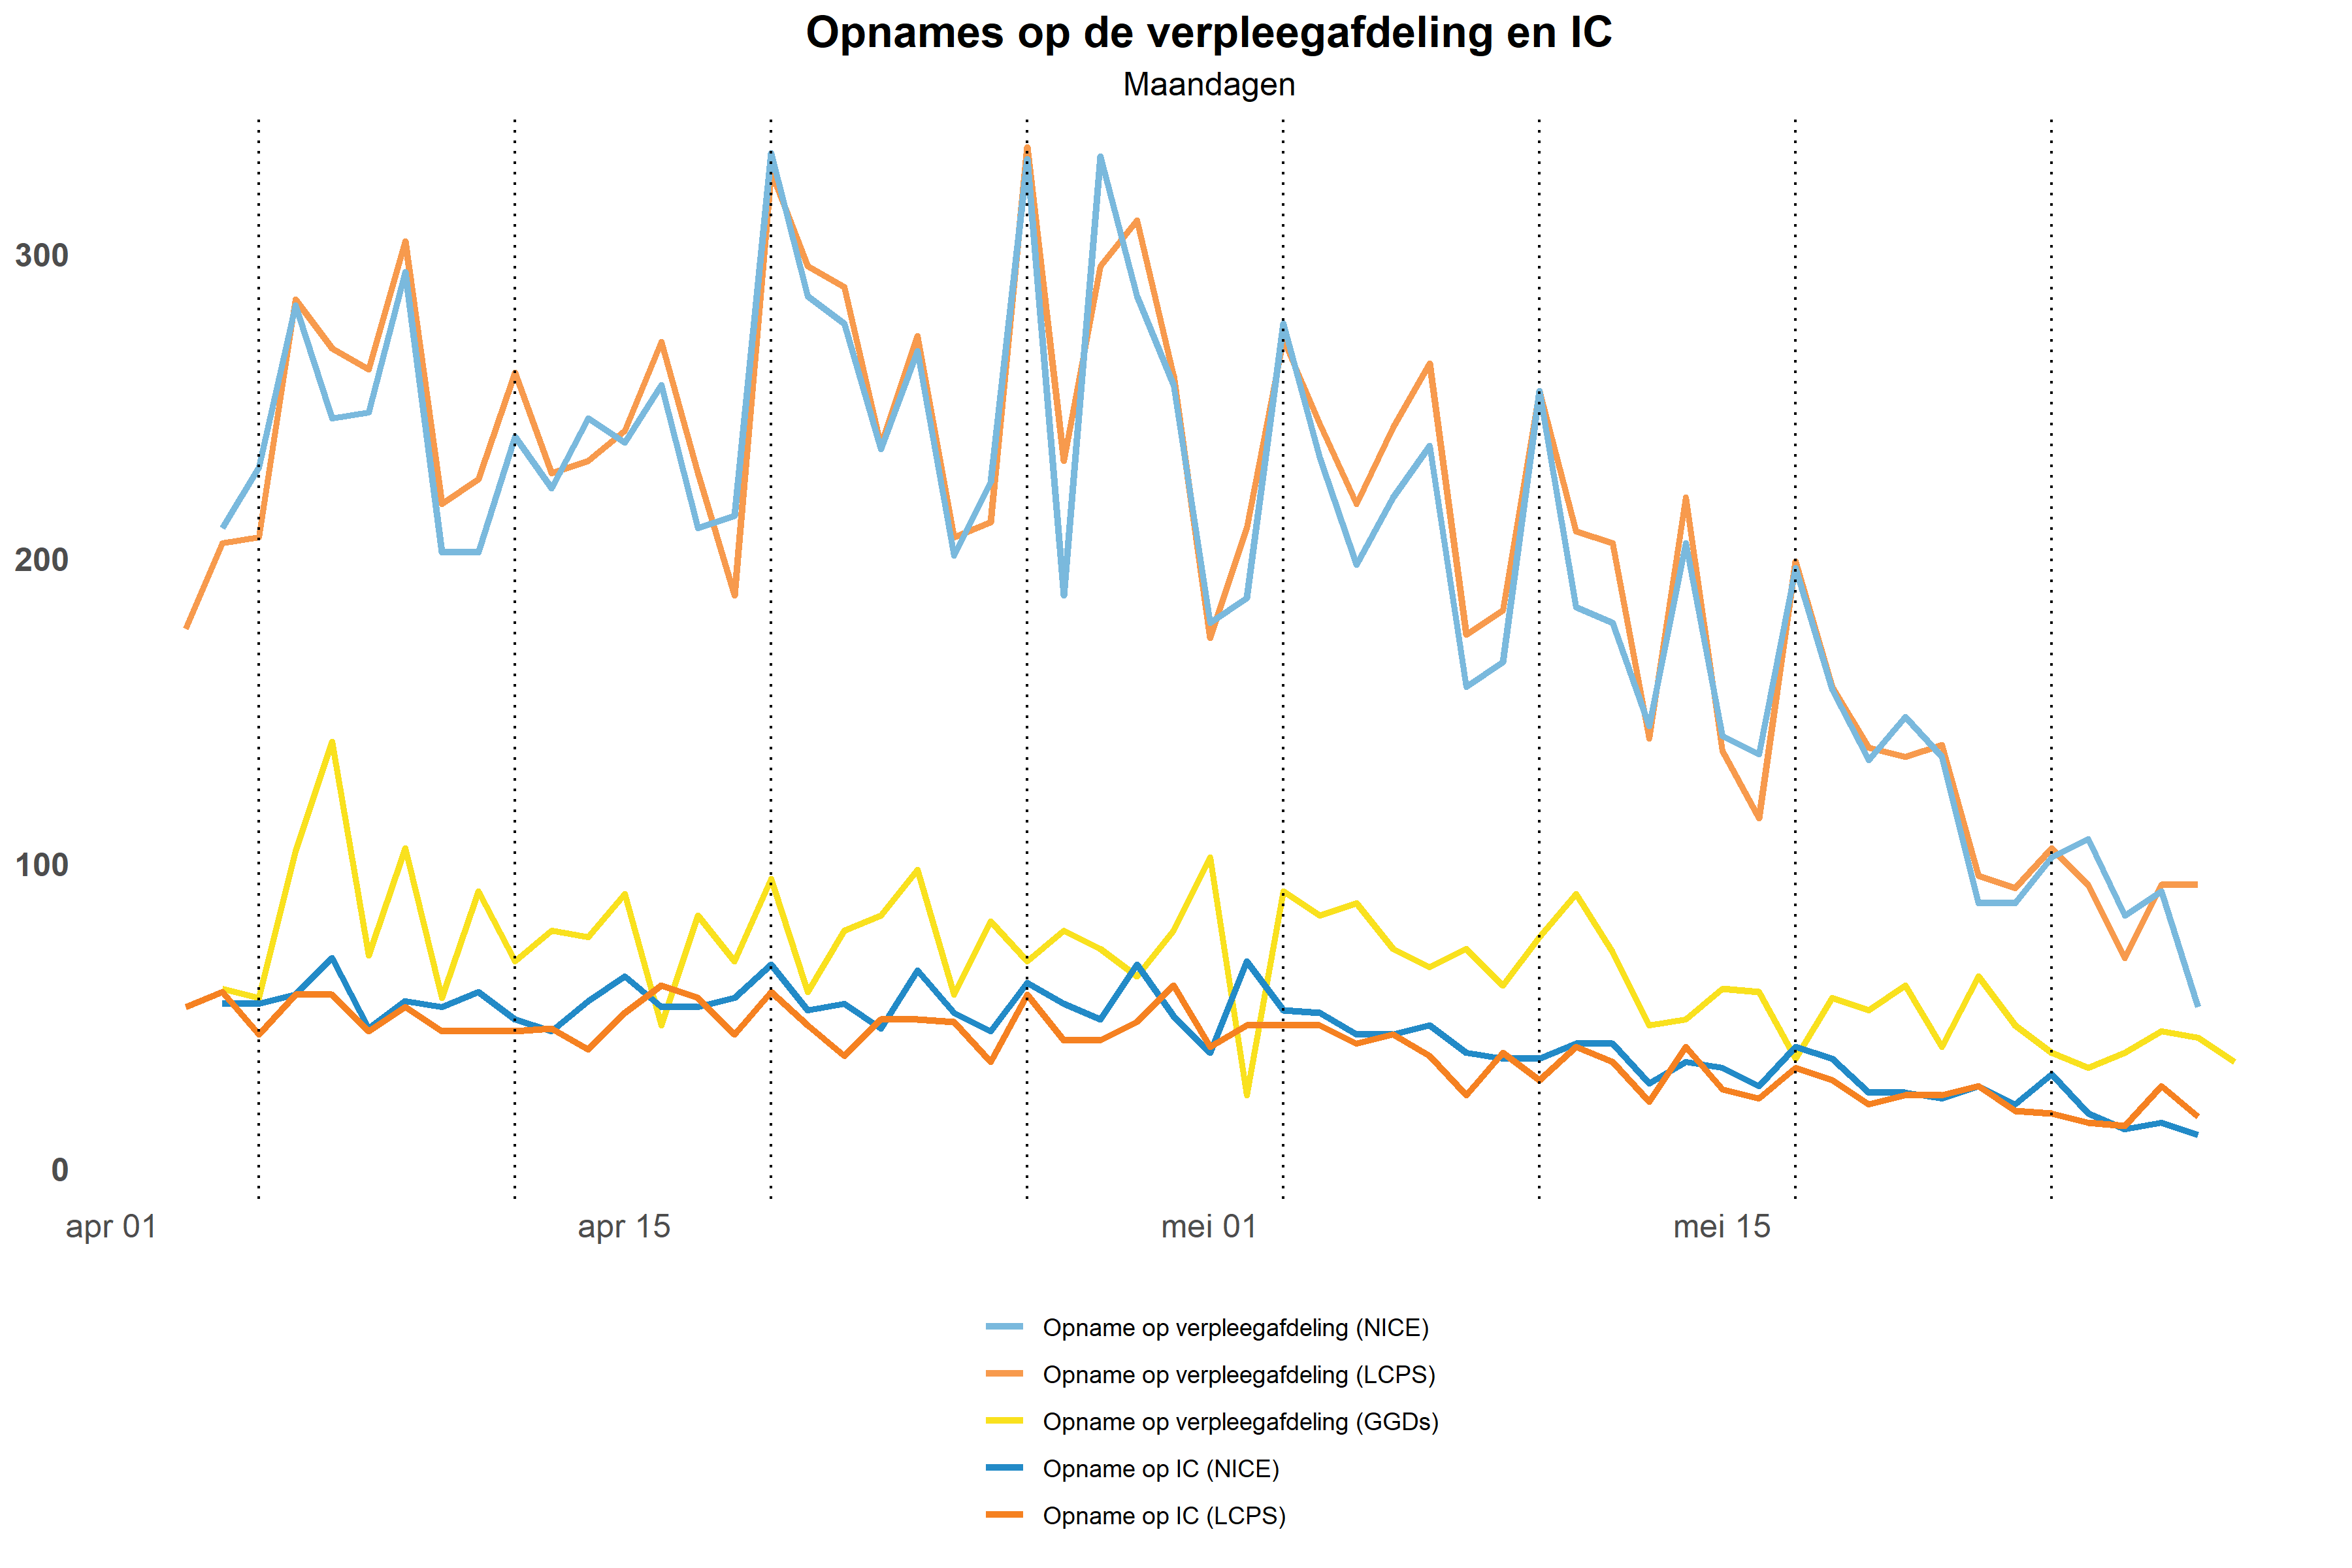 Opnames op de verpleegafdeling en IC
Maandagen
300
200
100
0
apr 01
apr 15
mei 01
mei 15
Opname op verpleegafdeling (NICE)
Opname op verpleegafdeling (LCPS)
Opname op verpleegafdeling (GGDs)
Opname op IC (NICE)
Opname op IC (LCPS)